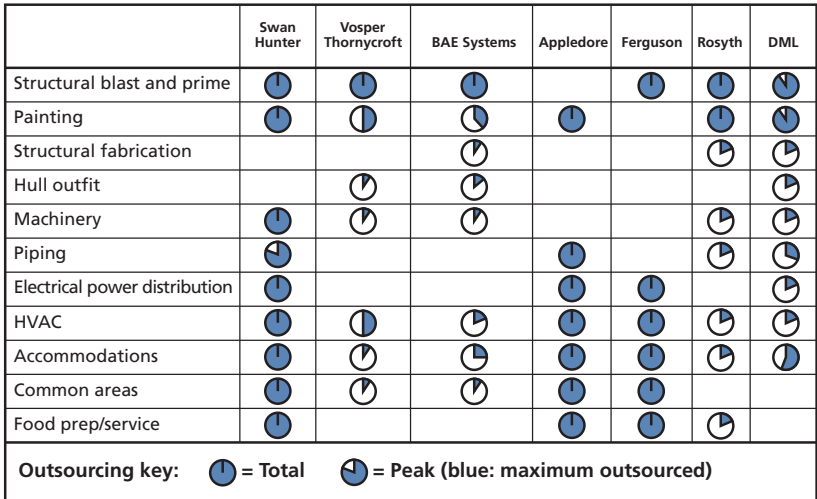 Swan Hunter
Vosper Thornycroft
BAE Systems
Appledore
Ferguson
Rosyth
DML
Structural blast and prime
Painting
Structural fabrication
Hull outfit
Machinery
Piping
Electrical power distribution
HVAC
Accommodations
Common areas
Food prep/service
Outsourcing key: = Total = Peak (blue: maximum outsourced)